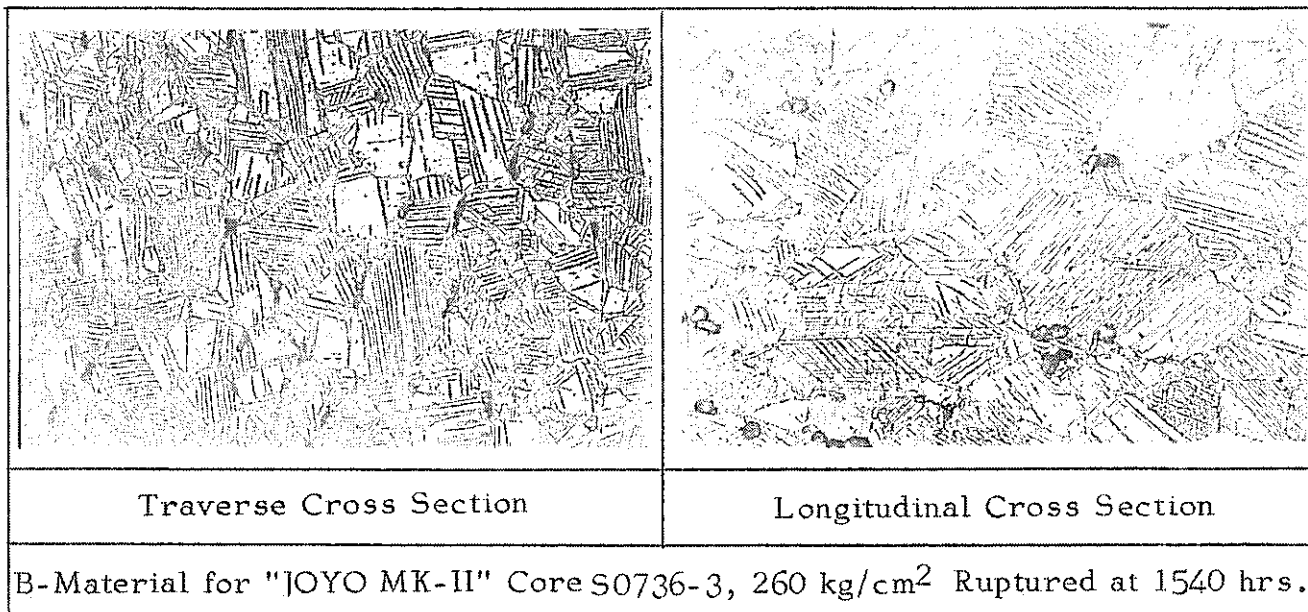 Traverse Cross Section
Longitudinal Cross Section
B-Material for "JOYO MK-II" Core S0736-3, 260 kg/cm² Ruptured at 1540 hrs.